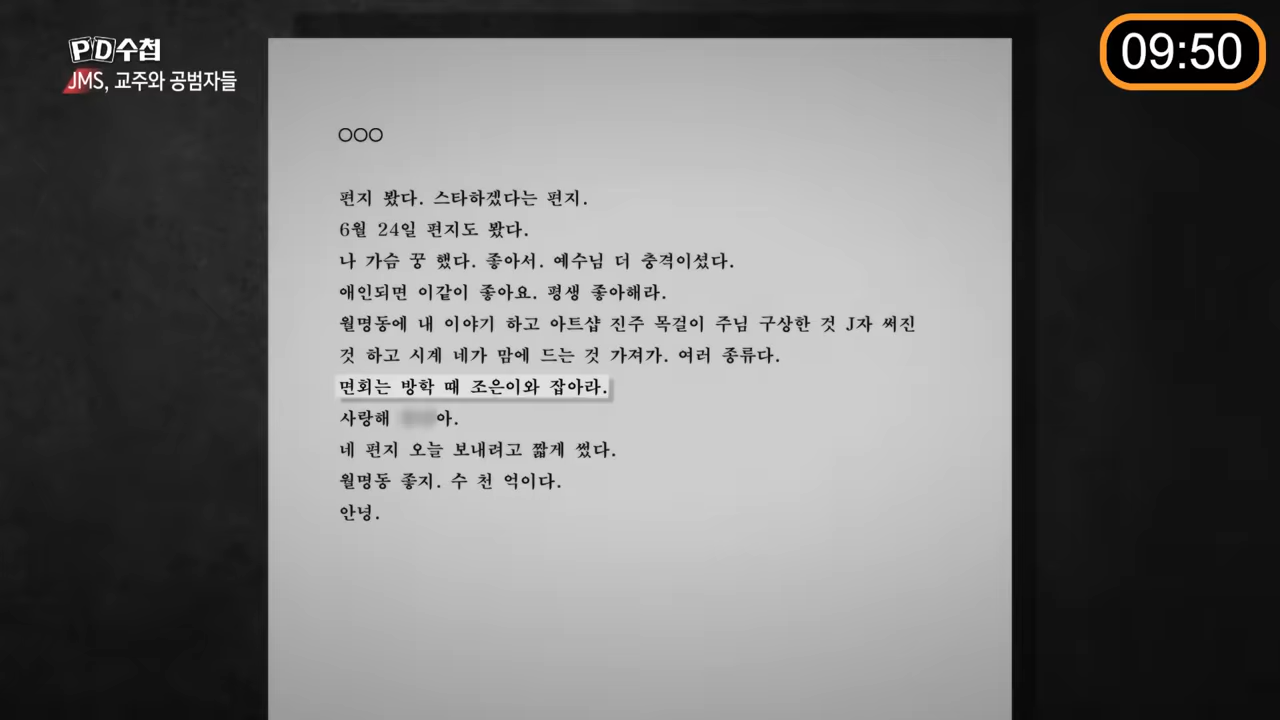 PD수첩
JMS, 교주와 공범자들
09:50
○○○
편지 봤다. 스타하겠다는 편지.
6월 24일 편지도 봤다.
나 가슴 꿍 했다. 좋아서. 예수님 더 충격이셨다.
애인되면 이같이 좋아요. 평생 좋아해라.
월명동에 내 이야기 하고 아트샵 진주 목걸이 주님 구상한 것 J자 써진
것 하고 시계 네가 맘에 드는 것 가져가. 여러 종류다.
면회는 방학 때 조은이와 잡아라.
사랑해 아.
네 편지 오늘 보내려고 짧게 썼다.
월명동 좋지. 수 천 억이다.
안녕.